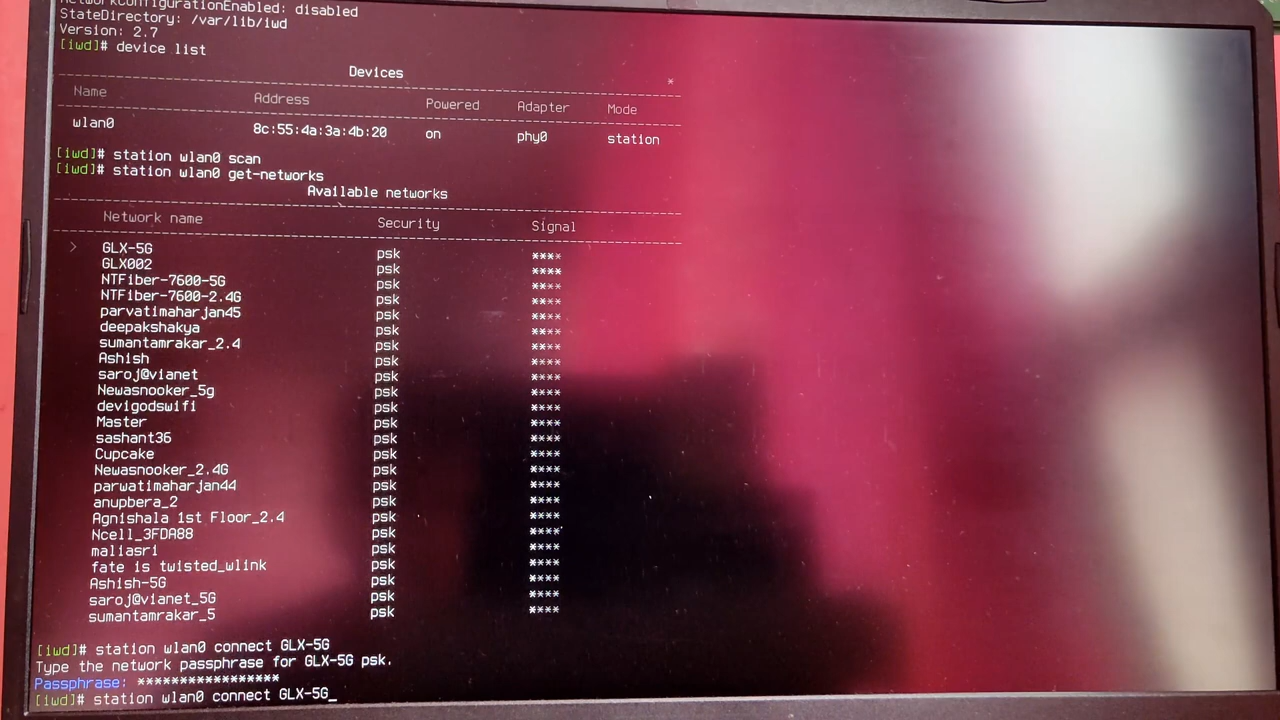 NetworkConfigurationEnabled: disabled
StateDirectory: /var/lib/iwd
Version: 2.7
[iwd]# device list
Devices *
Name Address Powered Adapter Mode
wlan0 8c:55:4a:3a:4b:20 on phy0 station
[iwd]# station wlan0 scan
[iwd]# station wlan0 get-networks
Available networks
Network name Security Signal
> GLX-5G psk ****
GLX002 psk ****
NTFiber-7600-5G psk ****
NTFiber-7600-2.4G psk ****
parvatimaharjan45 psk ****
deepakshakya psk ****
sumantamrakar_2.4 psk ****
Ashish psk ****
saroj@vianet psk ****
Newasnooker_5g psk ****
devigodswifi psk ****
Master psk ****
sashant36 psk ****
Cupcake psk ****
Newasnooker_2.4G psk ****
parwatimaharjan44 psk ****
anupbera_2 psk ****
Agnishala 1st Floor_2.4 psk ****
Ncell_3FDA88 psk ****
maliasri psk ****
fate is twisted_wlink psk ****
Ashish-5G psk ****
saroj@vianet_5G psk ****
sumantamrakar_5 psk ****
[iwd]# station wlan0 connect GLX-5G
Type the network passphrase for GLX-5G psk.
Passphrase: *****************
[iwd]# station wlan0 connect GLX-5G_